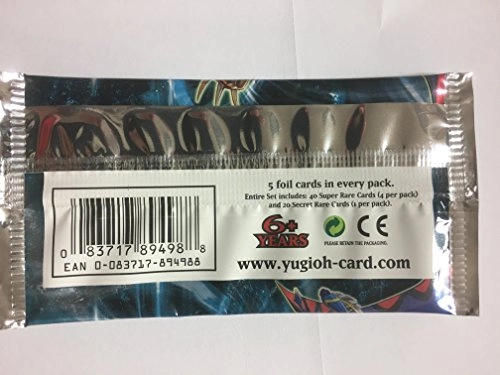 5 foil cards in every pack.
Entire Set includes: 40 Super Rare Cards (4 per pack)
and 20 Secret Rare Cards (1 per pack).
6+
YEARS
CE
PLEASE RETAIN THE PACKAGING.
www.yugioh-card.com
0 83717 89498 8
EAN 0-083717-894988